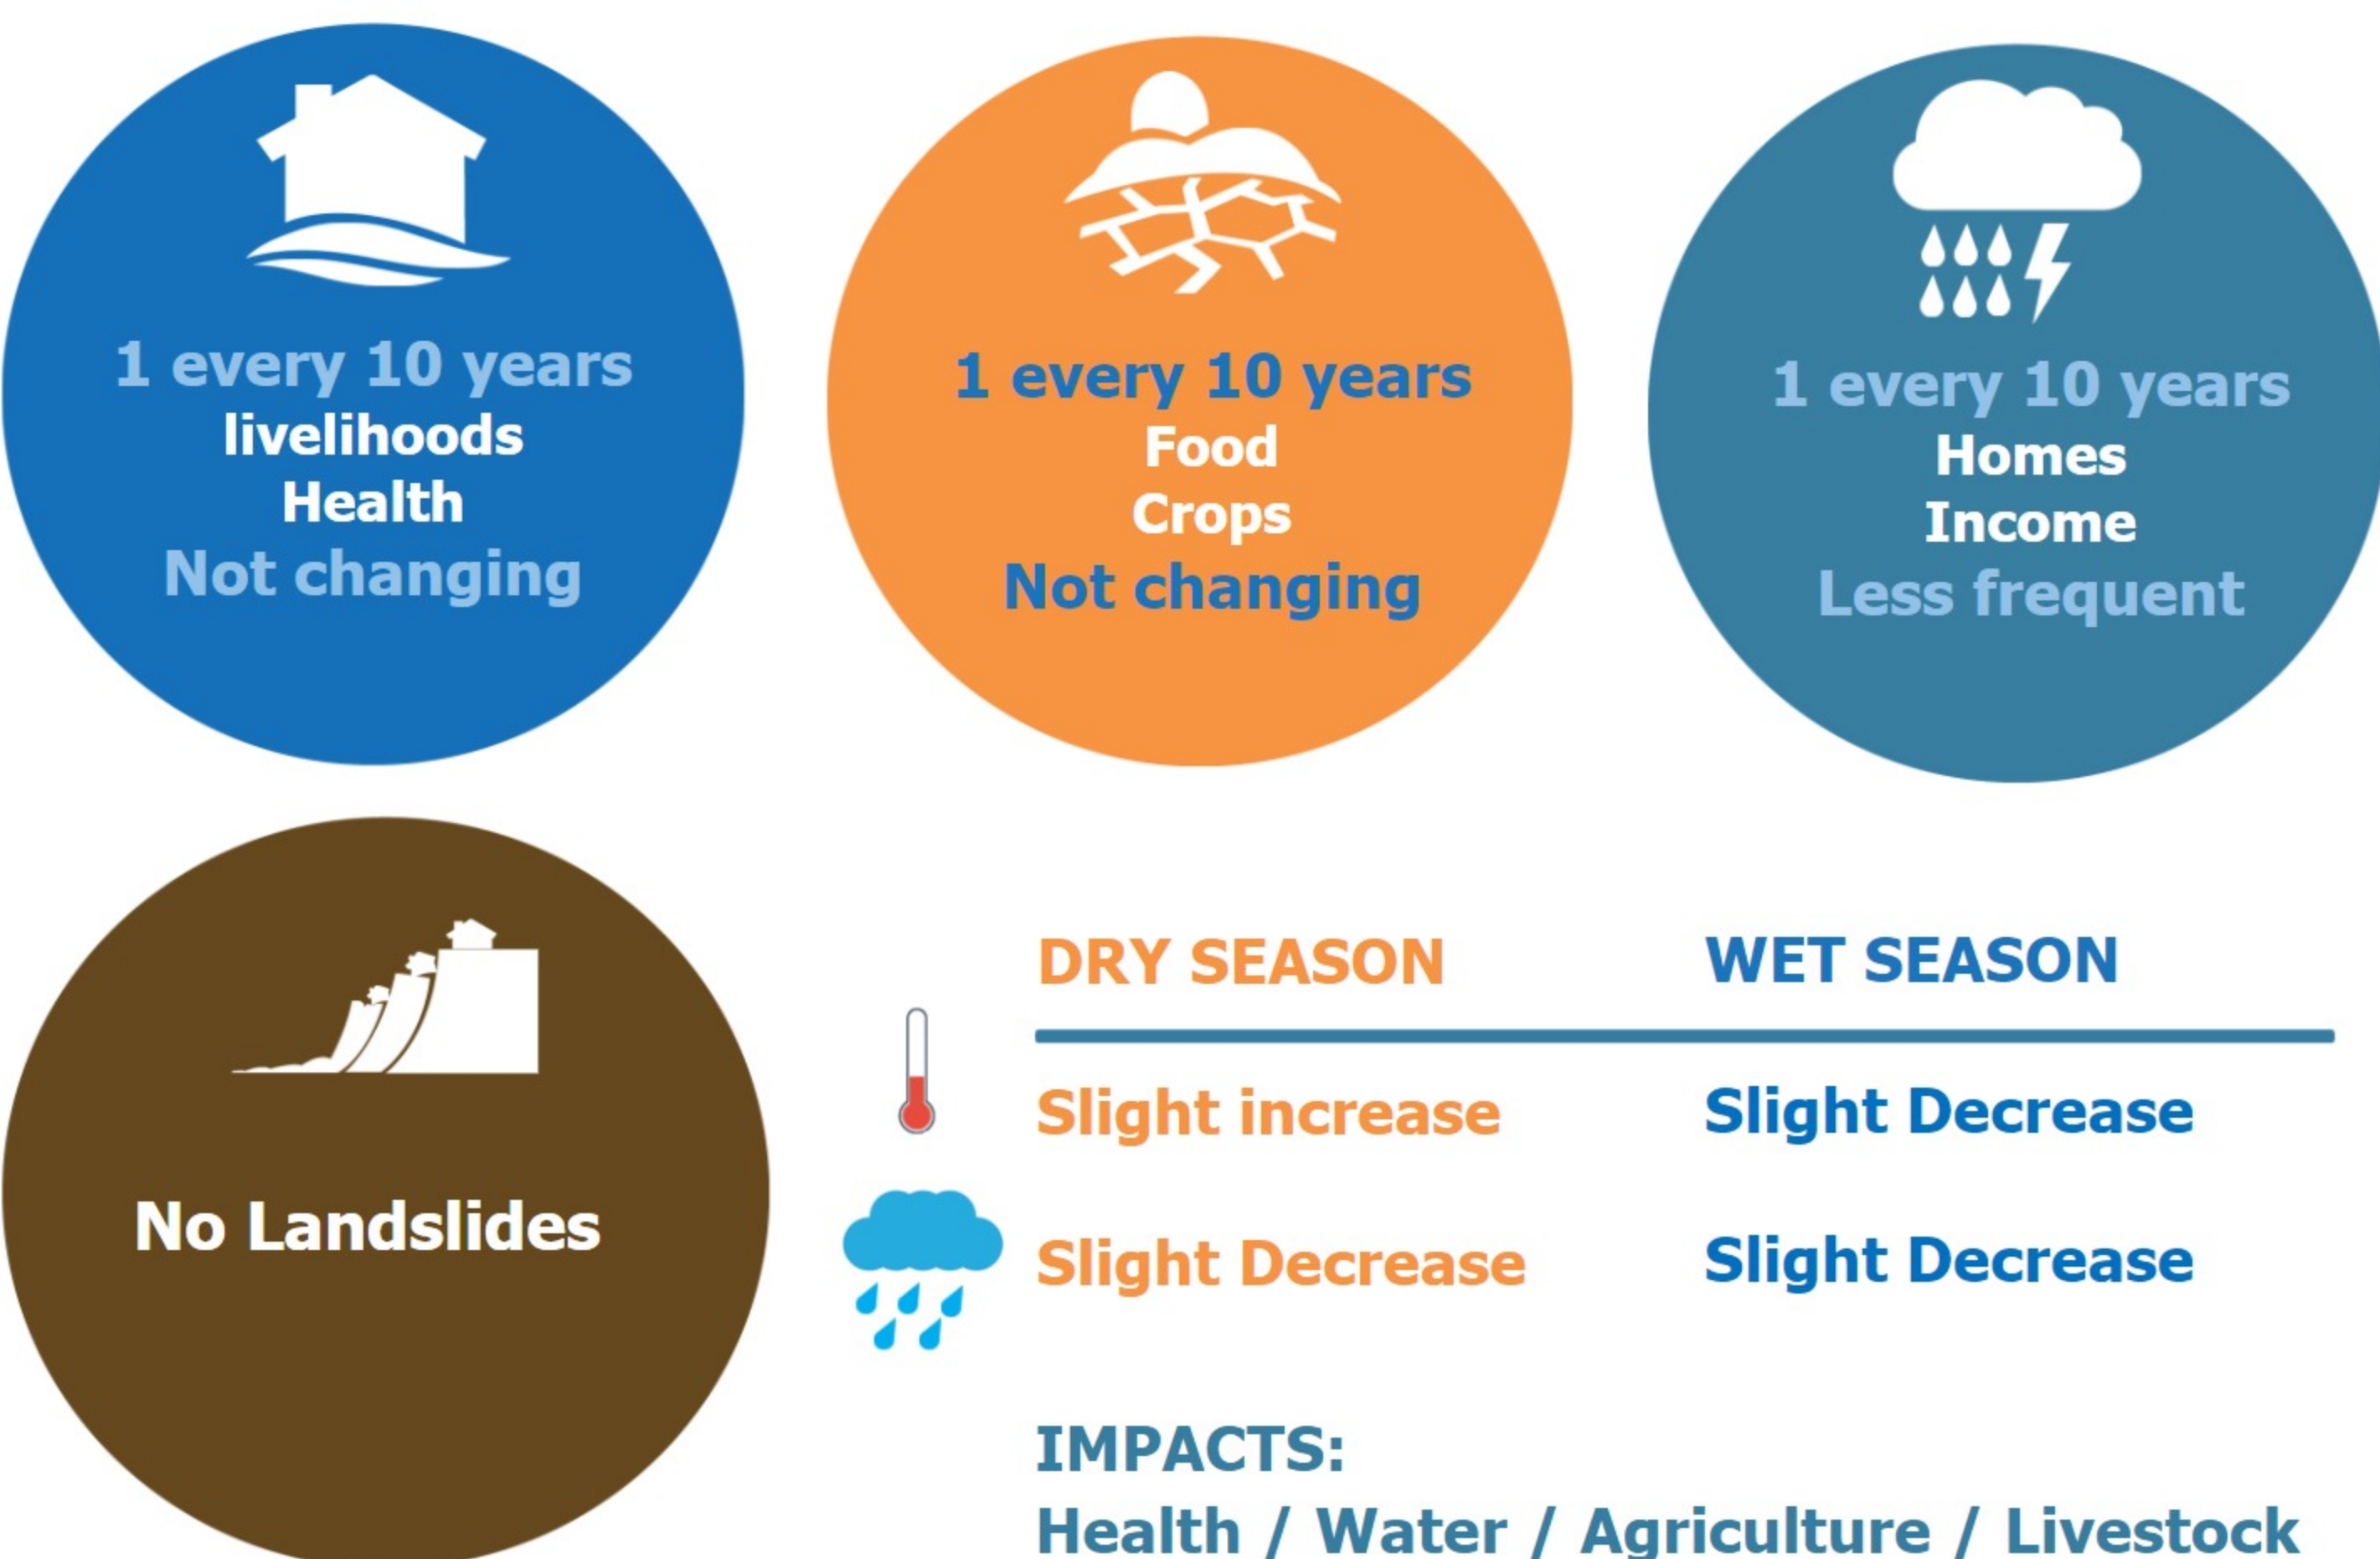 1 every 10 years
livelihoods
Health
Not changing
1 every 10 years
Food
Crops
Not changing
1 every 10 years
Homes
Income
Less frequent
No Landslides
DRY SEASON
WET SEASON
Slight increase
Slight Decrease
Slight Decrease
Slight Decrease
IMPACTS:
Health / Water / Agriculture / Livestock